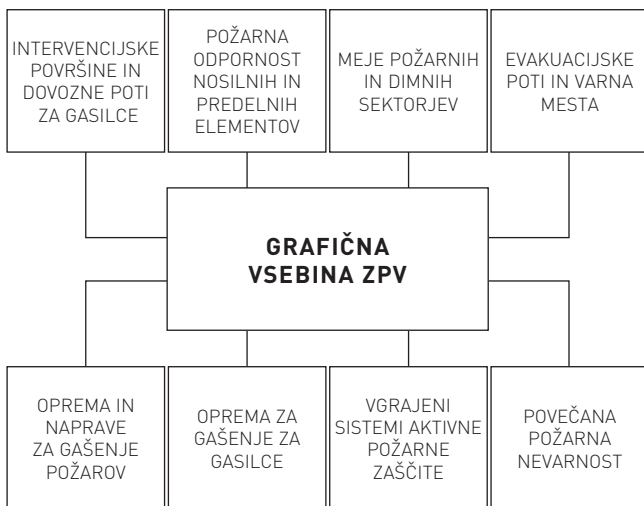 INTERVENCIJSKE
POVRŠINE IN
DOVOZNE POTI
ZA GASILCE
POŽARNA
ODPORNOST
NOSILNIH IN
PREDELNIH
ELEMENTOV
MEJE POŽARNIH
IN DIMNIH
SEKTORJEV
EVAKUACIJSKE
POTI IN VARNA
MESTA
GRAFIČNA
VSEBINA ZPV
OPREMA IN
NAPRAVE
ZA GAŠENJE
POŽAROV
OPREMA ZA
GAŠENJE ZA
GASILCE
VGRAJENI
SISTEMI AKTIVNE
POŽARNE
ZAŠČITE
POVEČANA
POŽARNA
NEVARNOST